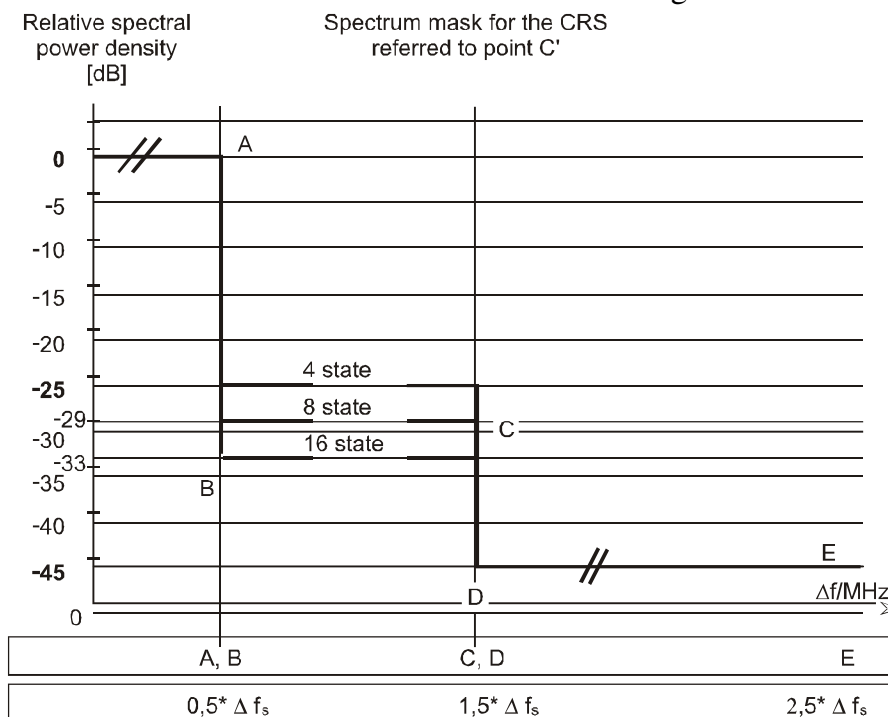 Relative spectral
power density
[dB]
Spectrum mask for the CRS
referred to point C'
A
0
-5
-10
-15
-20
4 state
-25
8 state
-29
C
-30
16 state
-33
-35
B
-40
E
-45
D
Δf/MHz
0
A, B C, D E
0,5* Δ fₛ 1,5* Δ fₛ 2,5* Δ fₛ